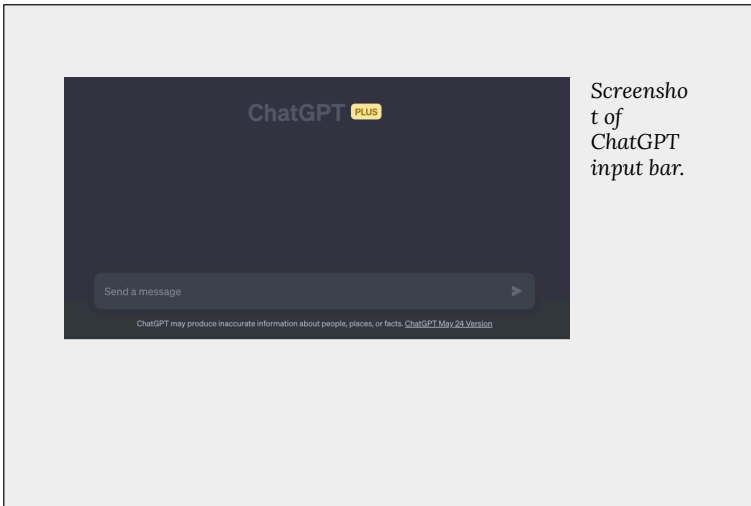 ChatGPT PLUS
Send a message
ChatGPT may produce inaccurate information about people, places, or facts. ChatGPT May 24 Version
Screensho
t of
ChatGPT
input bar.